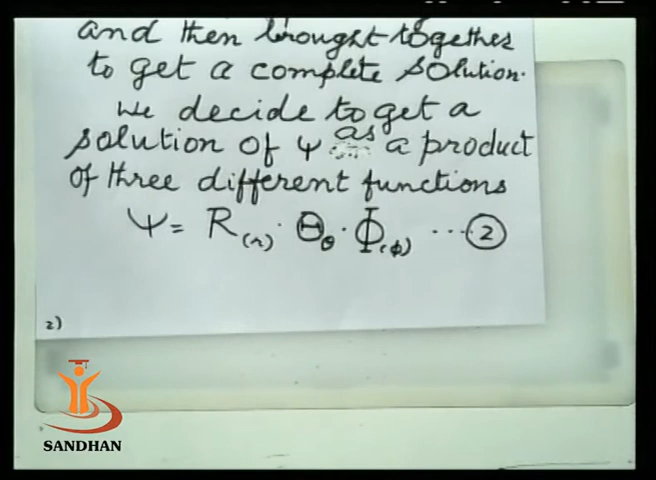 and then brought together
to get a complete solution.
We decide to get a
solution of ψ as a product
of three different functions
Ψ = R(r) · Θθ · Φ(φ) ... ②
2)
SANDHAN